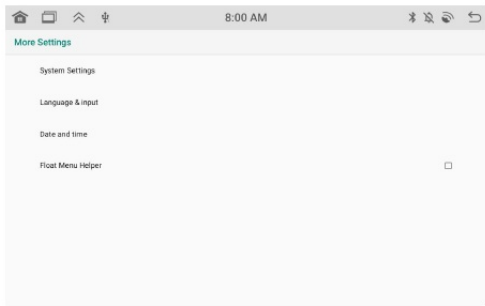 8:00 AM
More Settings
System Settings
Language & input
Date and time
Float Menu Helper